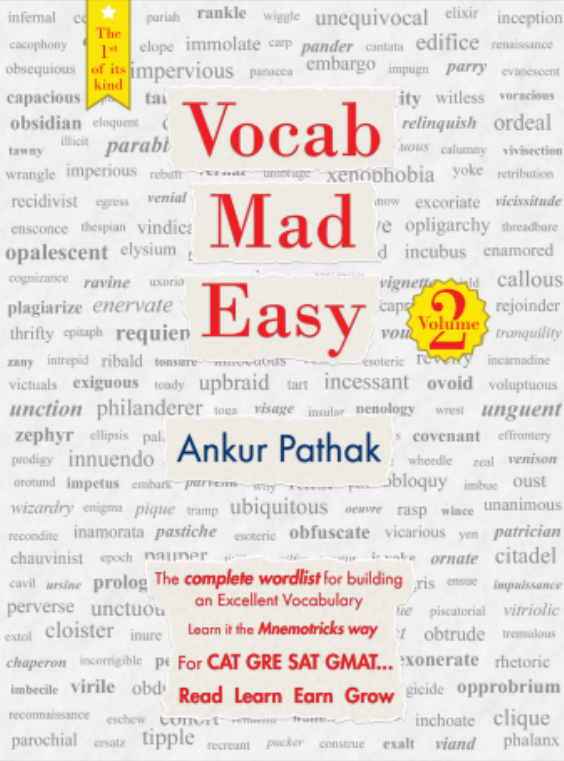 infernal pariah rankle wiggle unequivocal elixir inception
cacophony elope immolate carp pander cantata edifice renaissance
The
1st
of its
kind
obsequious impervious panacea embargo impugn parry evanescent
capacious witless voracious
obsidian eloquent relinquish ordeal
tawny illicit calumny vivisection
wrangle imperious xenophobia yoke retribution
Vocab
recidivist egress venial excoriate vicissitude
ensconce thespian opligarchy threadbare
opalescent elysium incubus enamored
Mad
cognizance ravine callous
plagiarize enervate rejoinder
thrifty epitaph tranquility
Easy
Volume
2
zany intrepid ribald tonsure esoteric incarnadine
victuals exiguous toady upbraid tart incessant ovoid voluptuous
unction philanderer toga visage insular penology wrest unguent
zephyr ellipsis covenant effrontery
prodigy innuendo wheedle zeal venison
Ankur Pathak
orotund impetus imbue oust
wizardry enigma pique tramp ubiquitous oeuvre rasp wince unanimous
recondite inamorata pastiche esoteric obfuscate vicarious yen patrician
chauvinist epoch pauper ornate citadel
cavil ursine ensue impuissance
perverse piscatorial vitriolic
extol cloister inure obtrude tremulous
chaperon incorrigible exonerate rhetoric
imbecile virile opprobrium
The complete wordlist for building
an Excellent Vocabulary
Learn it the Mnemotricks way
For CAT GRE SAT GMAT...
Read Learn Earn Grow
reconnaissance eschew cohort inchoate clique
parochial ersatz tipple recreant pucker construe exalt viand phalanx